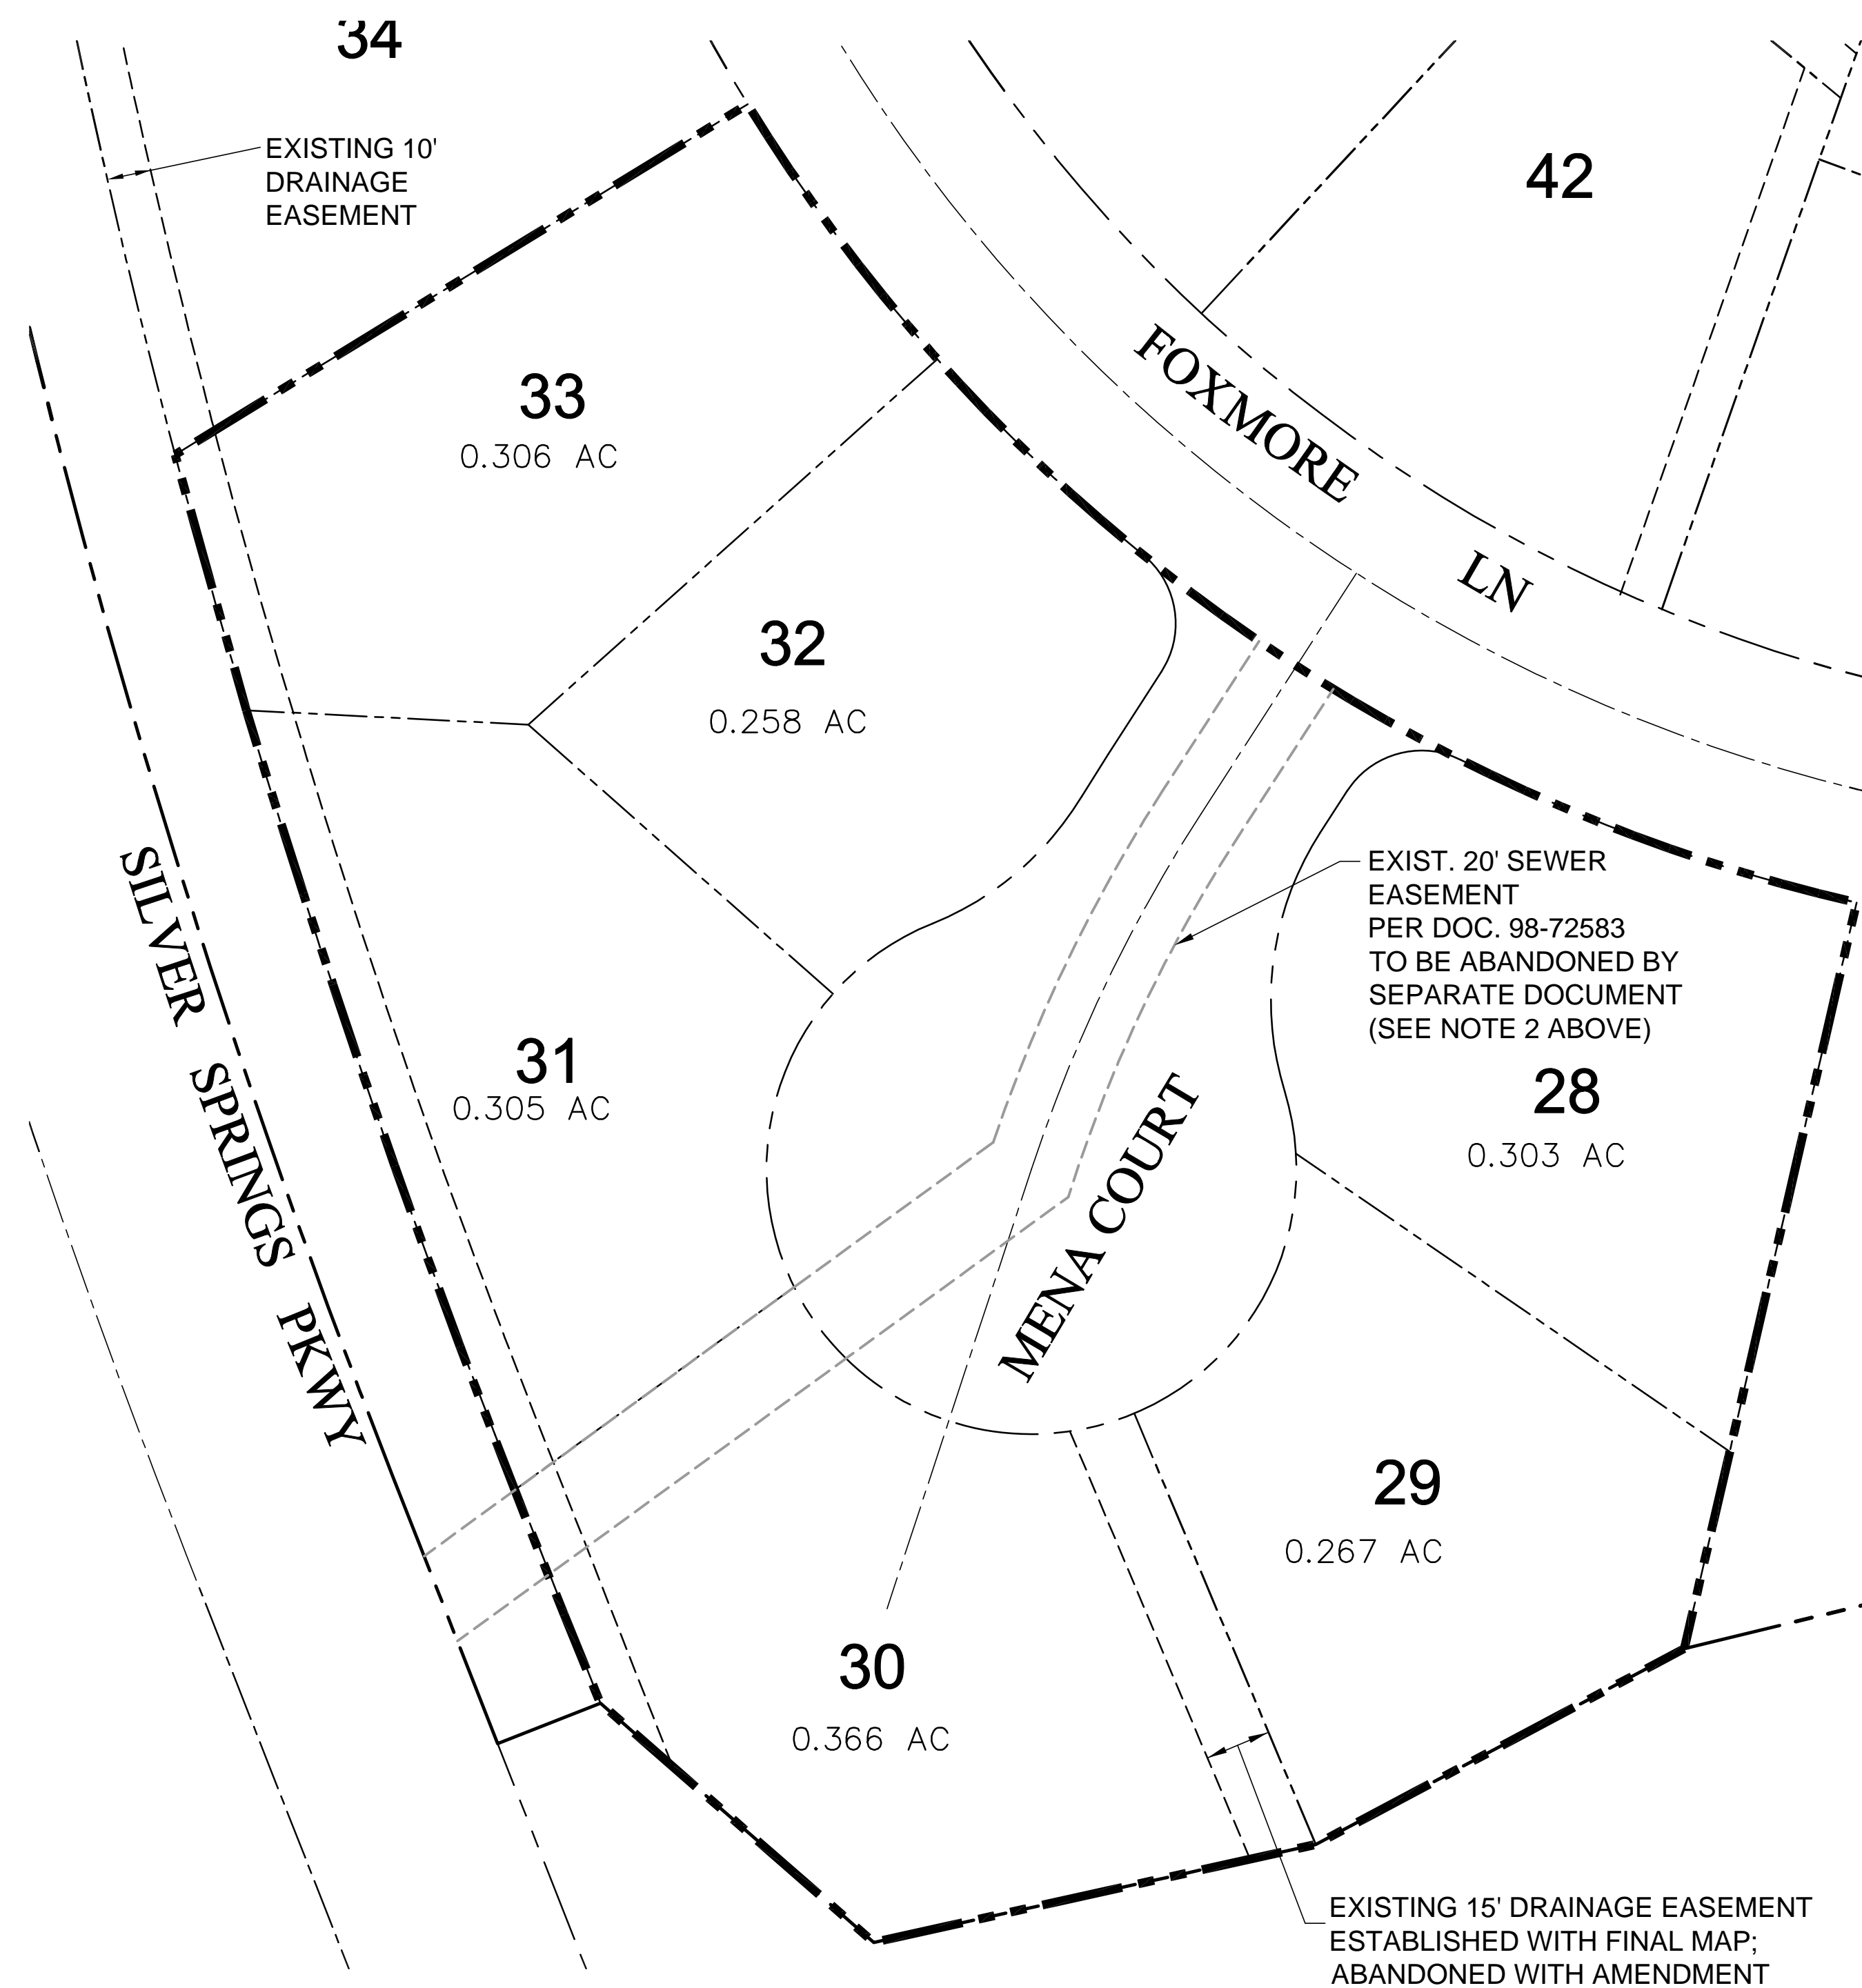 34
EXISTING 10'
DRAINAGE
EASEMENT
42
33
0.306 AC
FOXMORE LN
32
0.258 AC
SILVER SPRINGS PKWY
EXIST. 20' SEWER
EASEMENT
PER DOC. 98-72583
TO BE ABANDONED BY
SEPARATE DOCUMENT
(SEE NOTE 2 ABOVE)
31
0.305 AC
28
0.303 AC
MENA COURT
29
0.267 AC
30
0.366 AC
EXISTING 15' DRAINAGE EASEMENT
ESTABLISHED WITH FINAL MAP;
ABANDONED WITH AMENDMENT